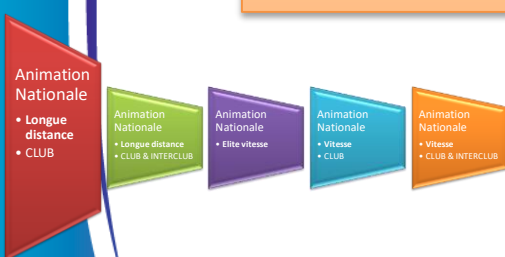 Animation
Nationale
• Longue
distance
• CLUB
Animation
Nationale
• Longue distance
• CLUB & INTERCLUB
Animation
Nationale
• Elite vitesse
Animation
Nationale
• Vitesse
• CLUB
Animation
Nationale
• Vitesse
• CLUB & INTERCLUB